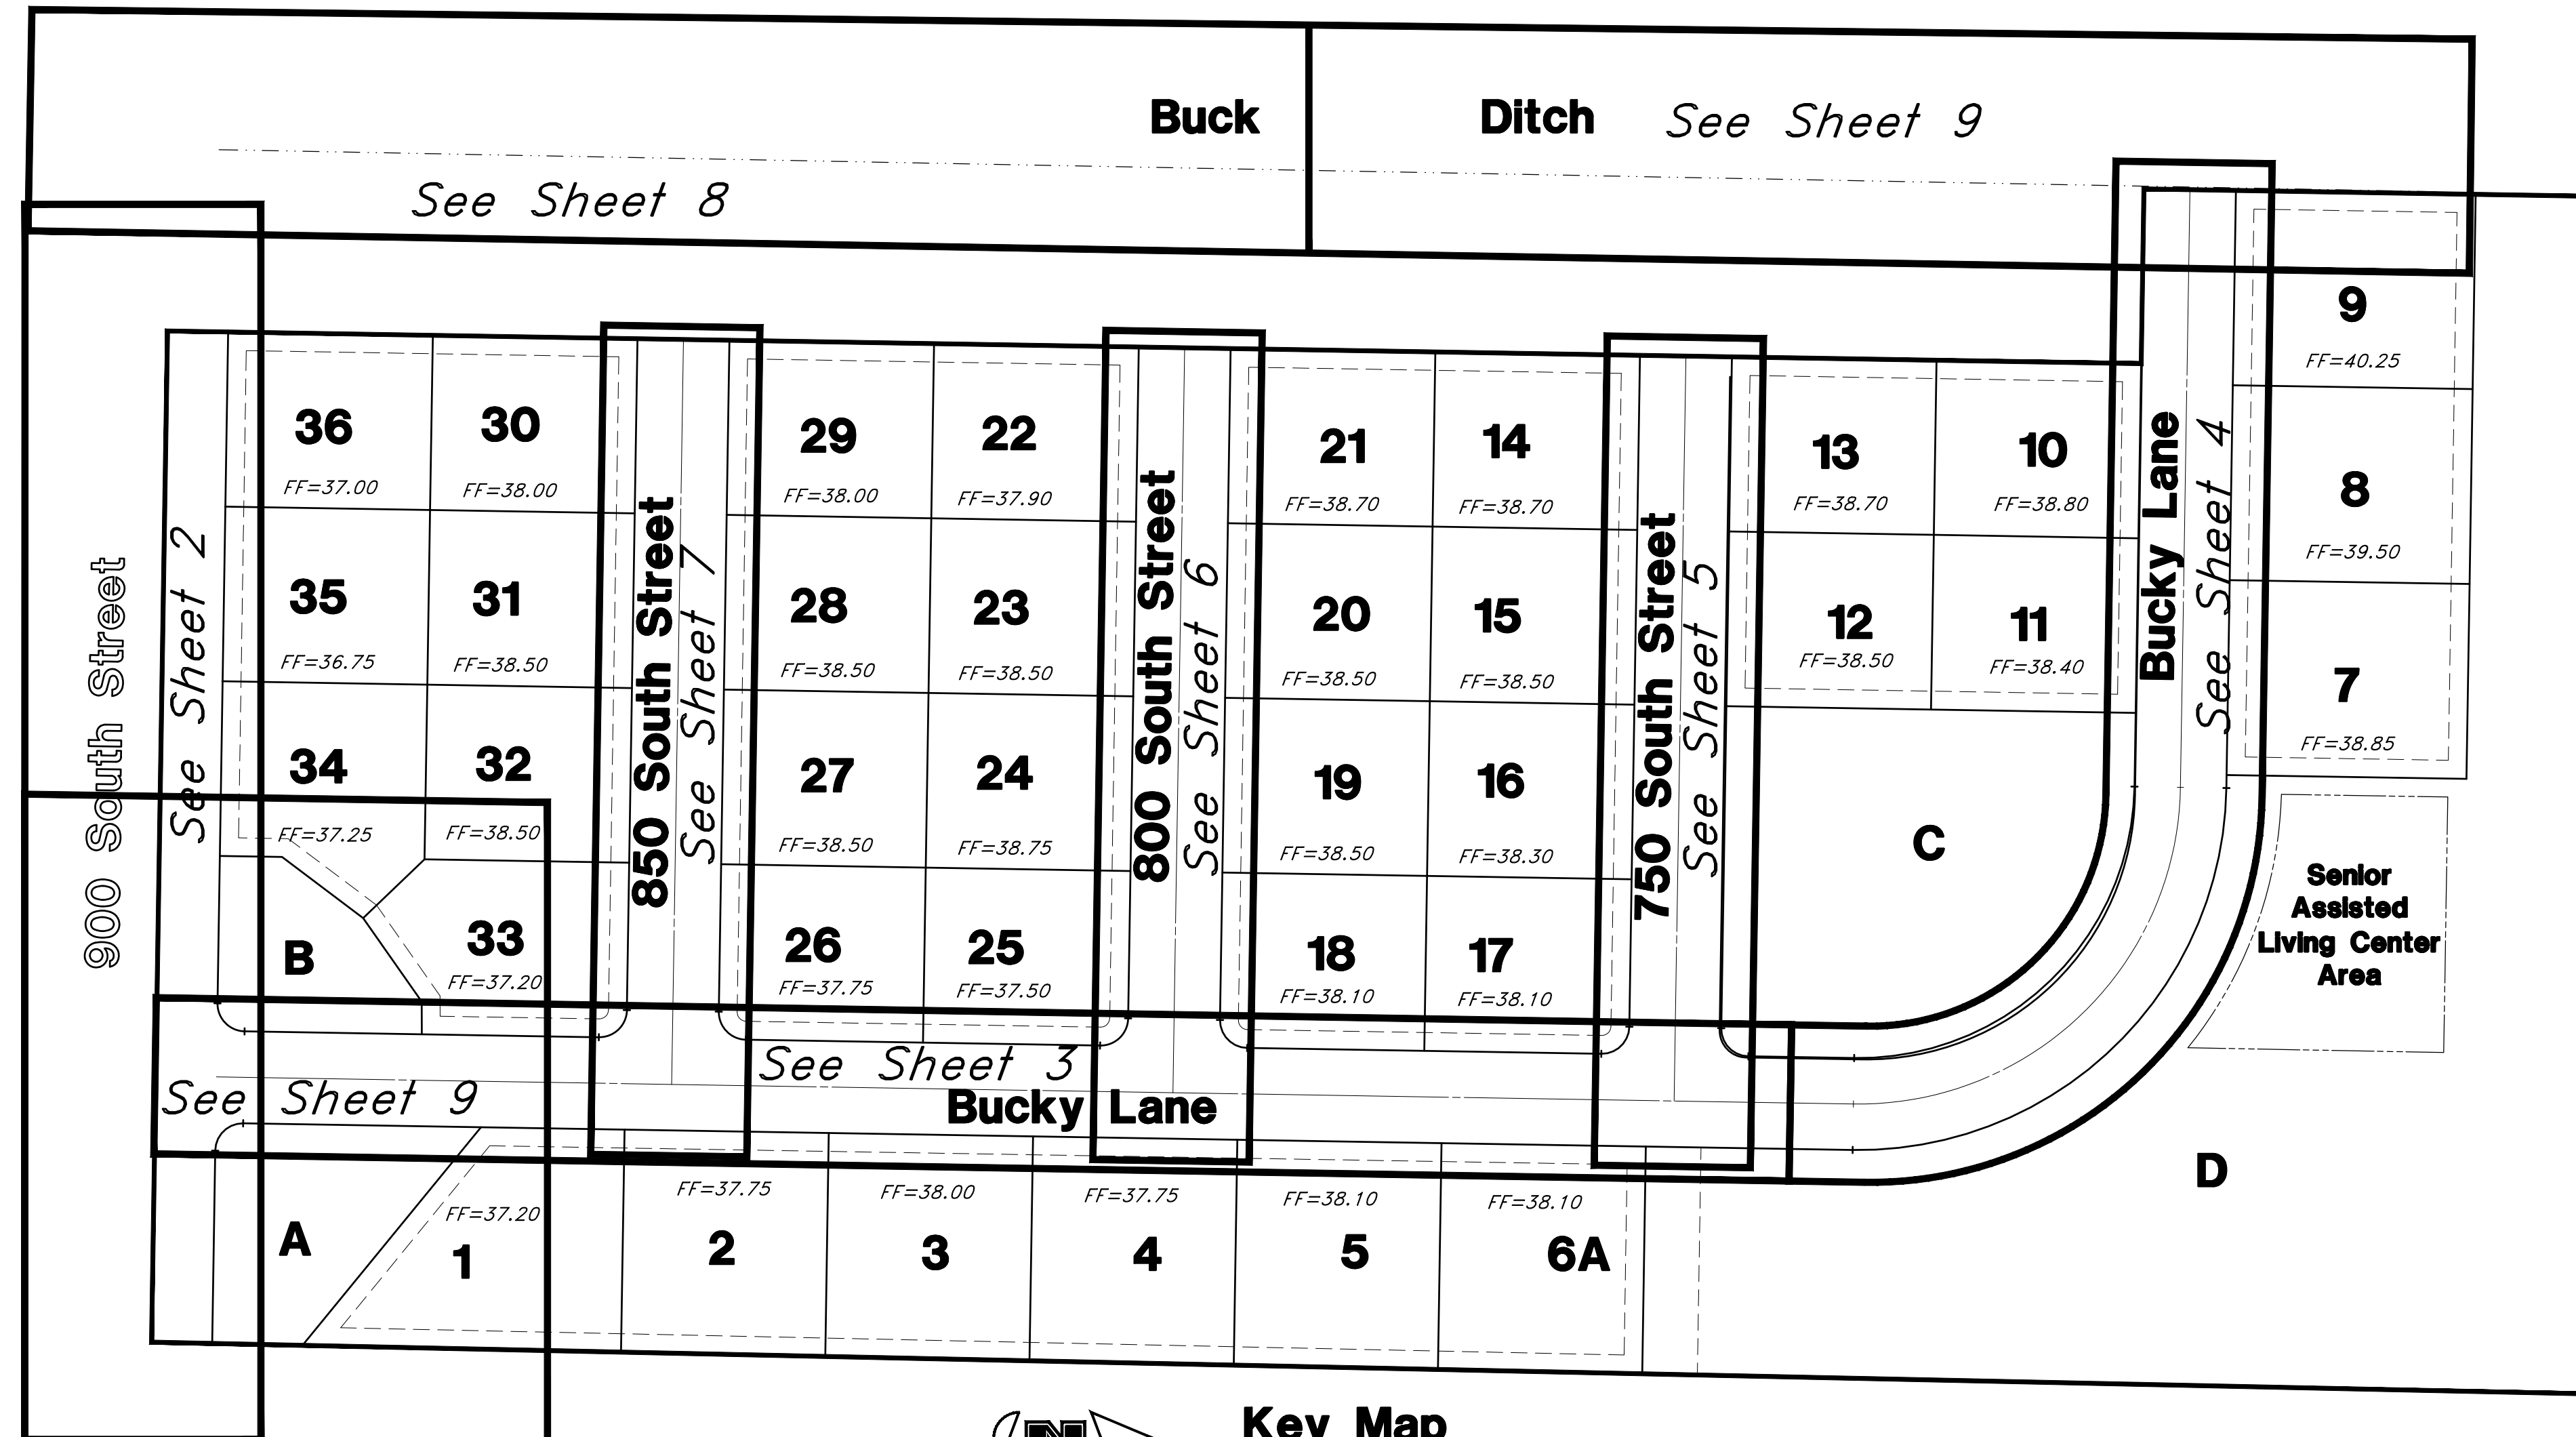 Buck Ditch See Sheet 9
See Sheet 8
9
FF=40.25
36 30 29 22 21 14 13 10
FF=37.00 FF=38.00 FF=38.00 FF=37.90 FF=38.70 FF=38.70 FF=38.70 FF=38.80
8
FF=39.50
35 31 28 23 20 15 12 11
FF=36.75 FF=38.50 FF=38.50 FF=38.50 FF=38.50 FF=38.50 FF=38.50 FF=38.40
7
FF=38.85
34 32 27 24 19 16
FF=37.25 FF=38.50 FF=38.50 FF=38.75 FF=38.50 FF=38.30
C
B 33 26 25 18 17
FF=37.20 FF=37.75 FF=37.50 FF=38.10 FF=38.10
900 South Street
See Sheet 2
850 South Street
See Sheet 7
800 South Street
See Sheet 6
750 South Street
See Sheet 5
Bucky Lane
See Sheet 4
Senior
Assisted
Living Center
Area
See Sheet 3
See Sheet 9
Bucky Lane
D
FF=37.20 FF=37.75 FF=38.00 FF=37.75 FF=38.10 FF=38.10
A 1 2 3 4 5 6A
N
Key Map